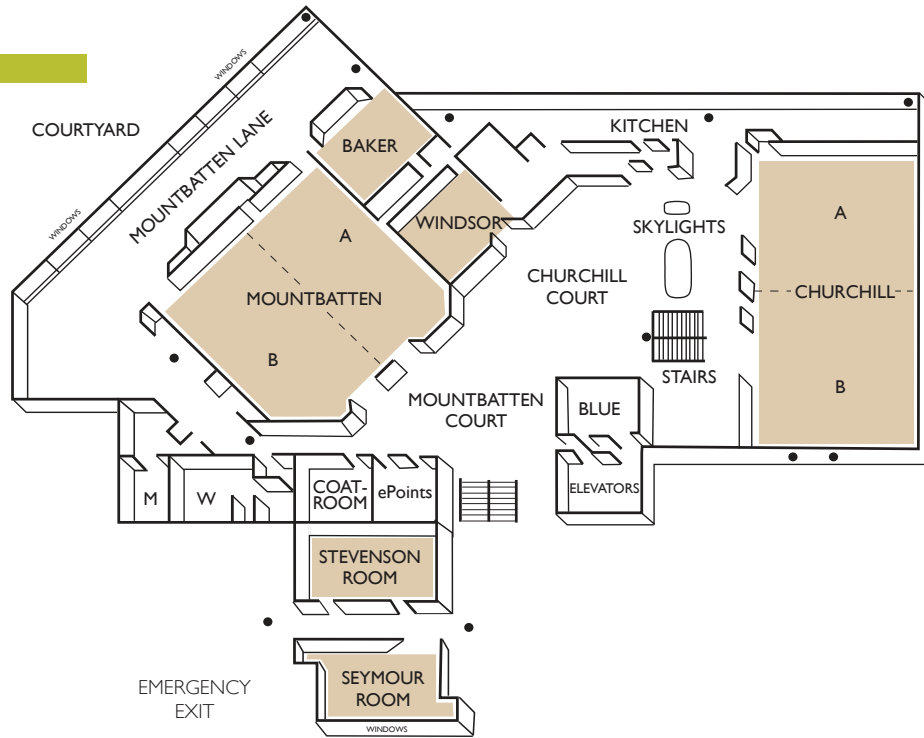 WINDOWS
COURTYARD
MOUNTBATTEN LANE
WINDOWS
BAKER
KITCHEN
WINDSOR
SKYLIGHTS
A
A
MOUNTBATTEN
B
CHURCHILL
COURT
CHURCHILL
B
STAIRS
MOUNTBATTEN
COURT
BLUE
ELEVATORS
M
W
COAT-
ROOM
ePoints
STEVENSON
ROOM
SEYMOUR
ROOM
WINDOWS
EMERGENCY
EXIT